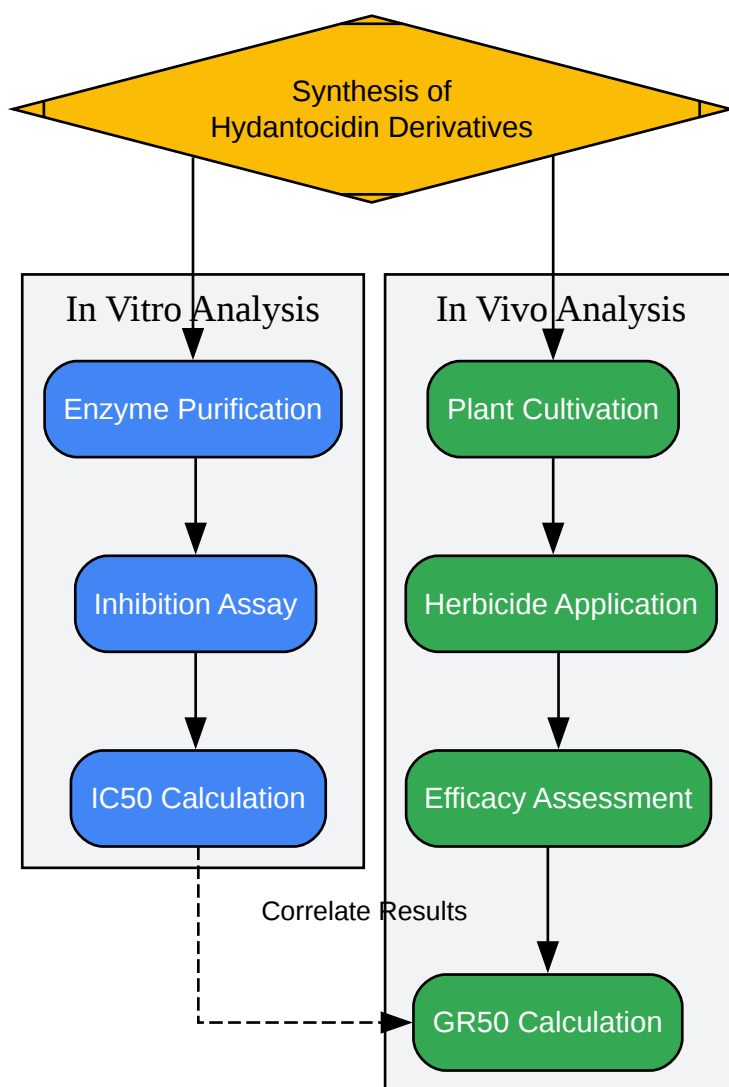 Synthesis of
Hydantocidin Derivatives
In Vitro Analysis
Enzyme Purification
Inhibition Assay
IC50 Calculation
In Vivo Analysis
Plant Cultivation
Herbicide Application
Efficacy Assessment
Correlate Results
GR50 Calculation